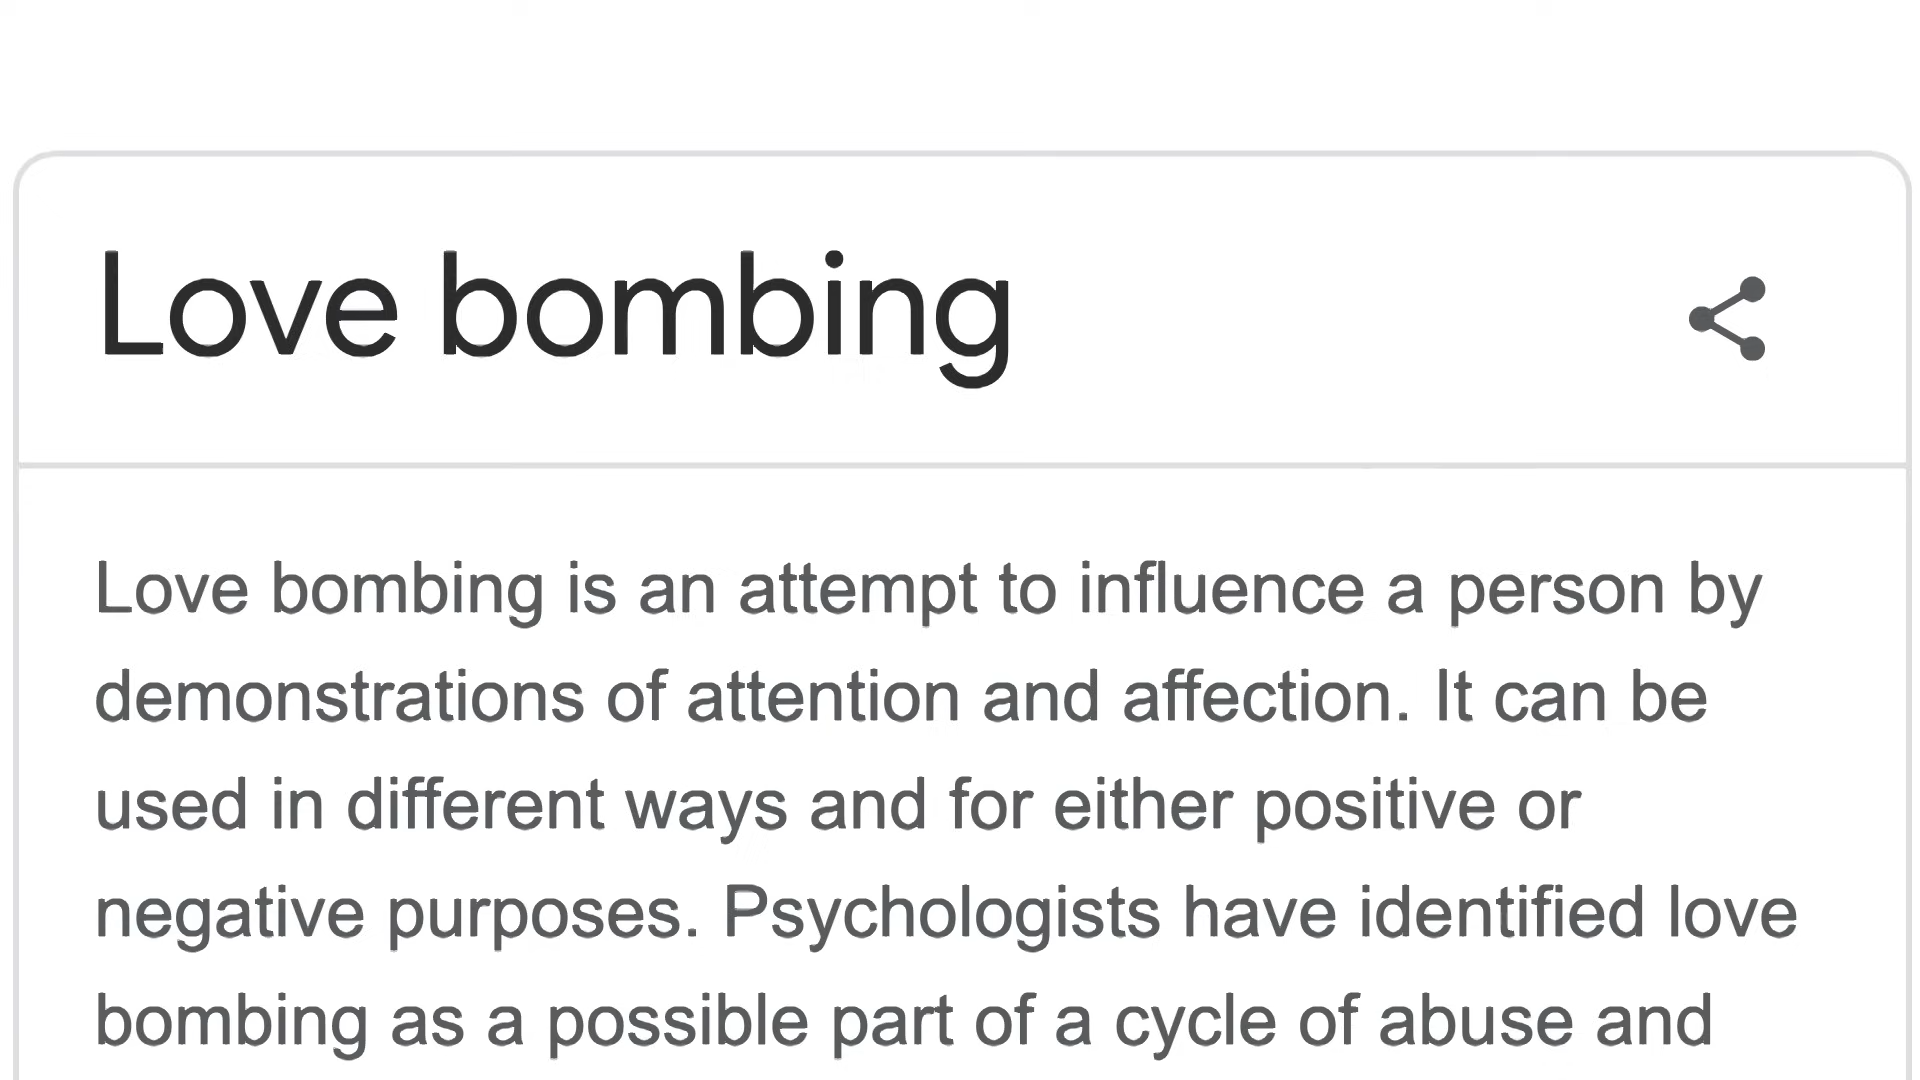 Love bombing
Love bombing is an attempt to influence a person by
demonstrations of attention and affection. It can be
used in different ways and for either positive or
negative purposes. Psychologists have identified love
bombing as a possible part of a cycle of abuse and